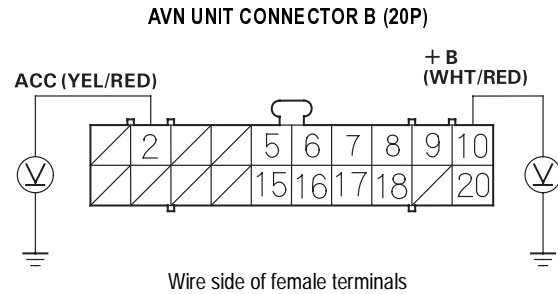 AVN UNIT CONNECTOR B (20P)
ACC (YEL/RED)
+ B
(WHT/RED)
2 5 6 7 8 9 10
V V
15 16 17 18 20
Wire side of female terminals